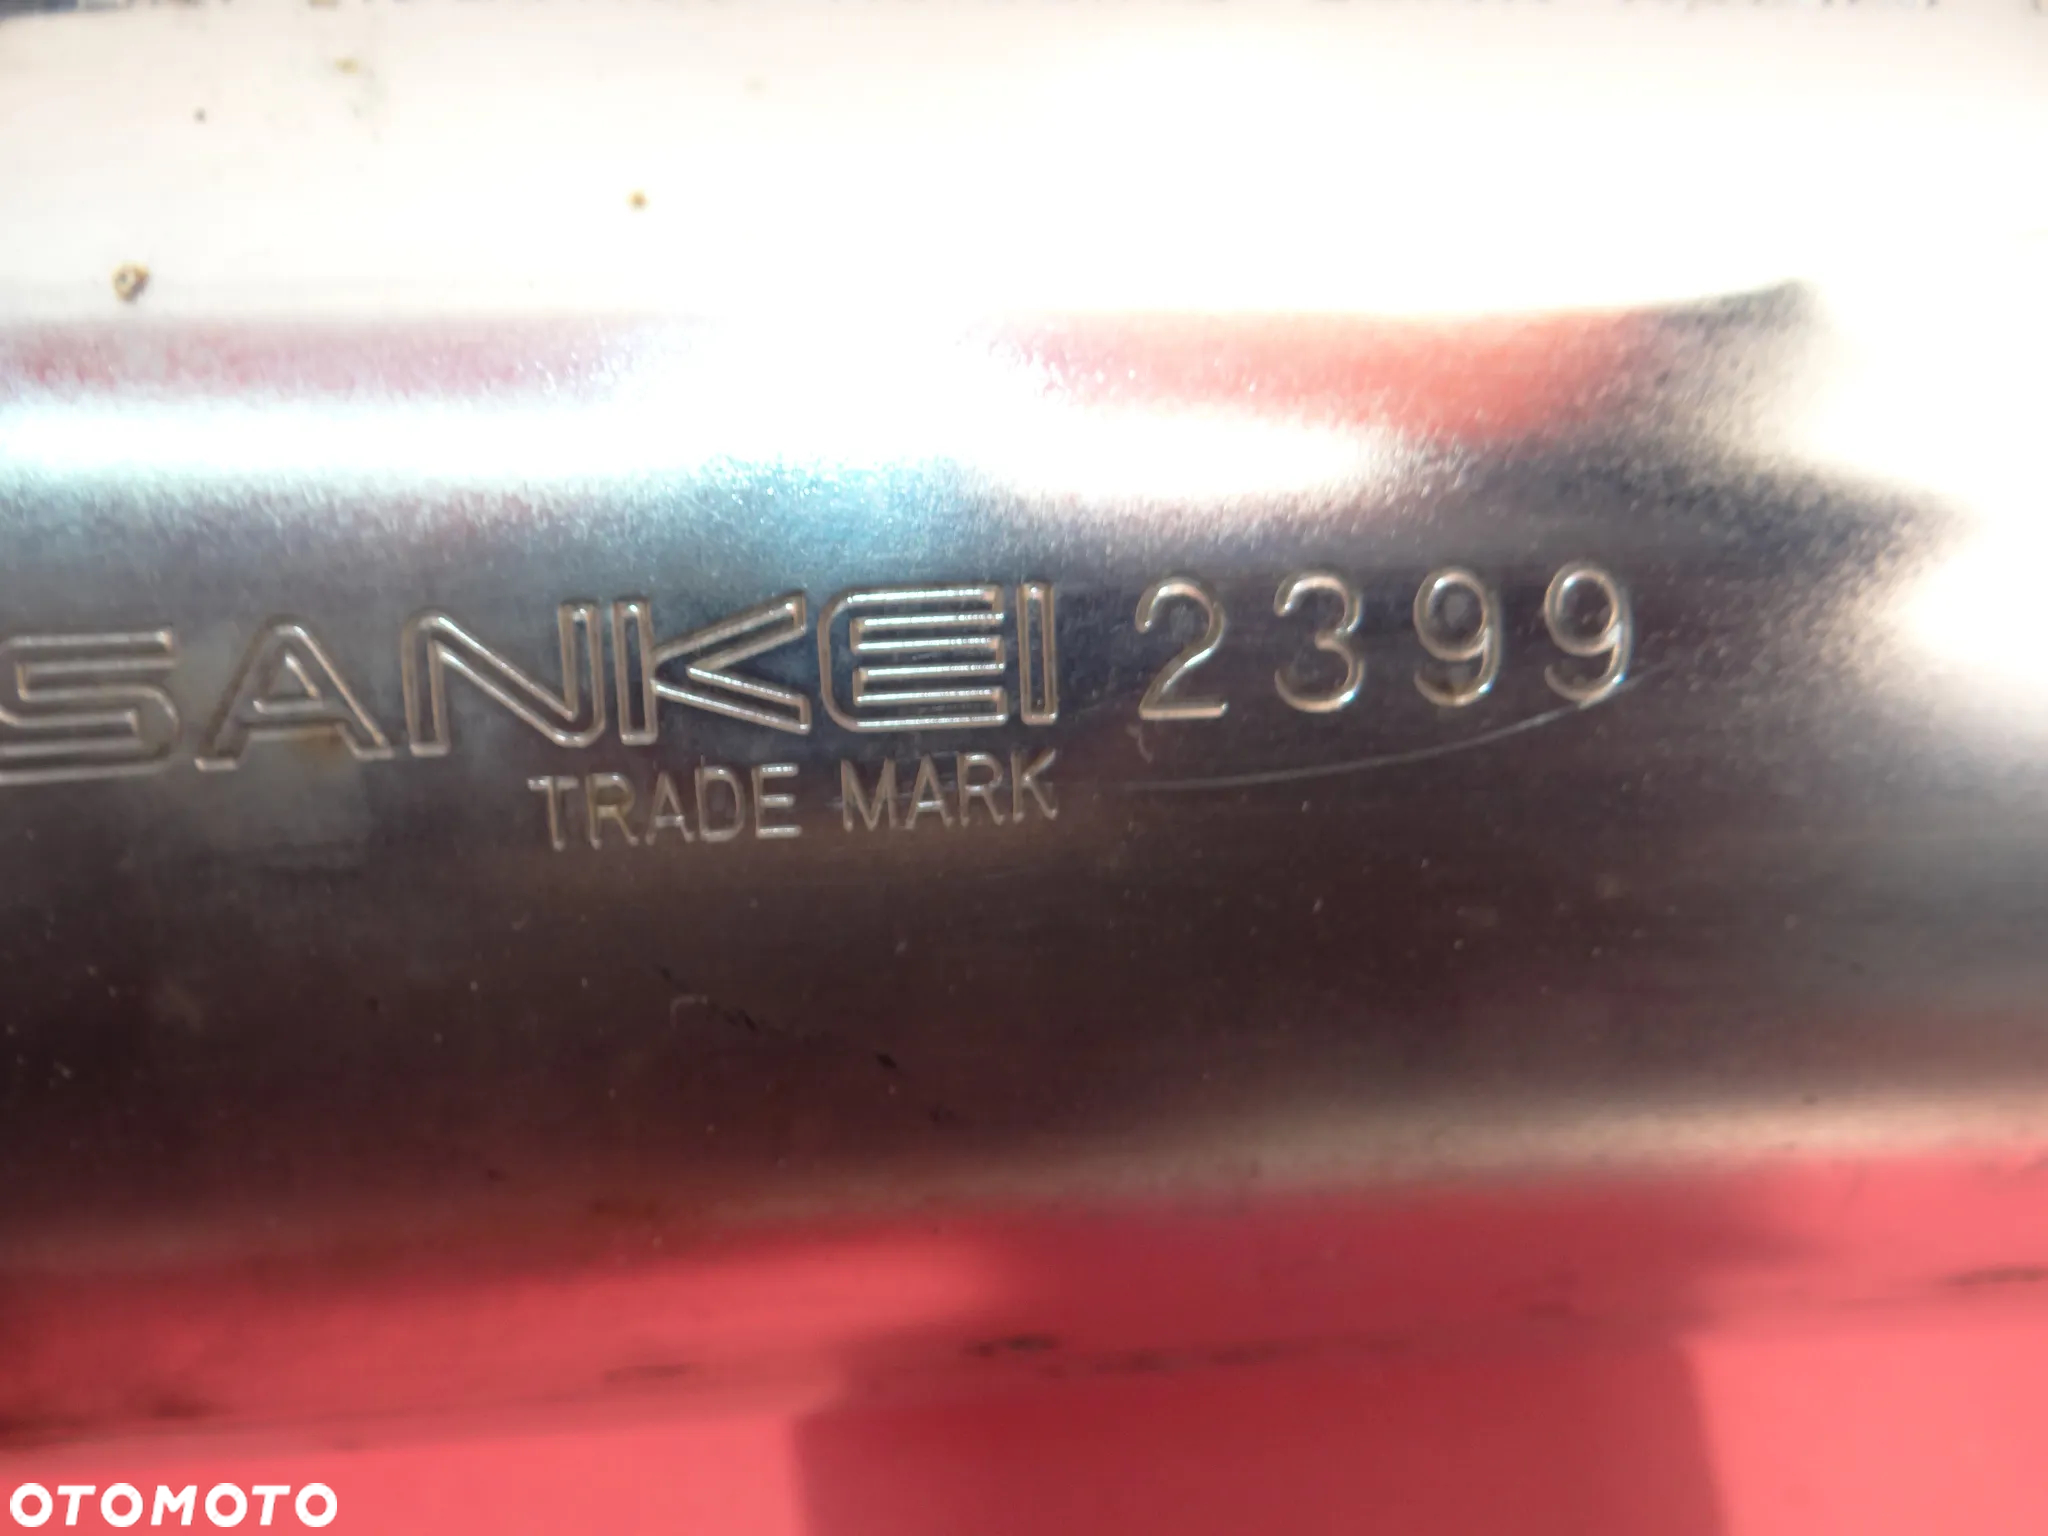 SANKEI 2399
TRADE MARK
OTOMOTO